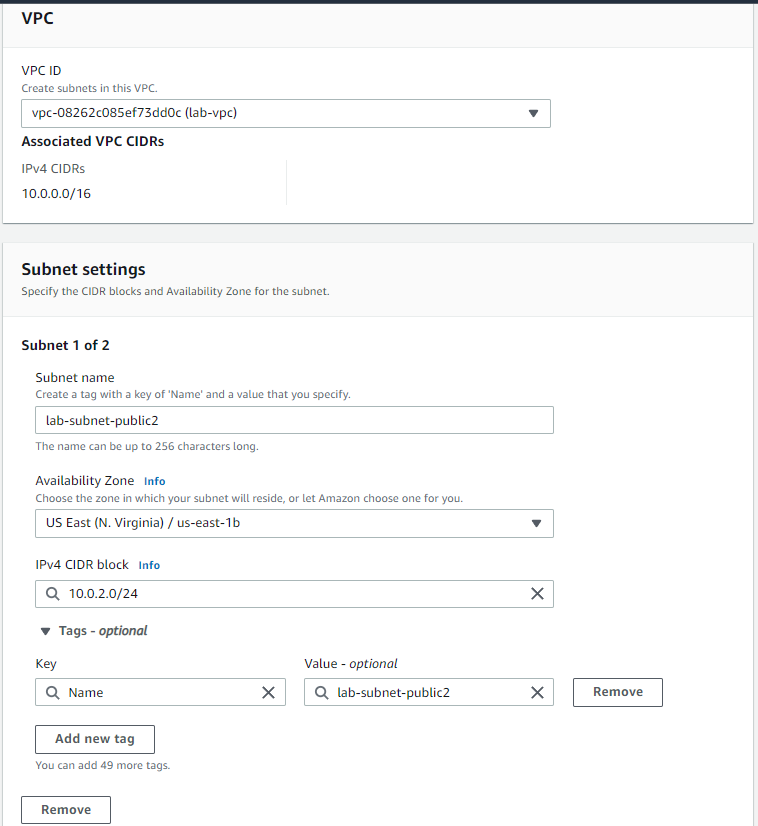 VPC
VPC ID
Create subnets in this VPC.
vpc-08262c085ef73dd0c (lab-vpc)
Associated VPC CIDRs
IPv4 CIDRs
10.0.0.0/16
Subnet settings
Specify the CIDR blocks and Availability Zone for the subnet.
Subnet 1 of 2
Subnet name
Create a tag with a key of 'Name' and a value that you specify.
lab-subnet-public2
The name can be up to 256 characters long.
Availability Zone Info
Choose the zone in which your subnet will reside, or let Amazon choose one for you.
US East (N. Virginia) / us-east-1b
IPv4 CIDR block Info
10.0.2.0/24
Tags - optional
Key Value - optional
Name lab-subnet-public2 Remove
Add new tag
You can add 49 more tags.
Remove